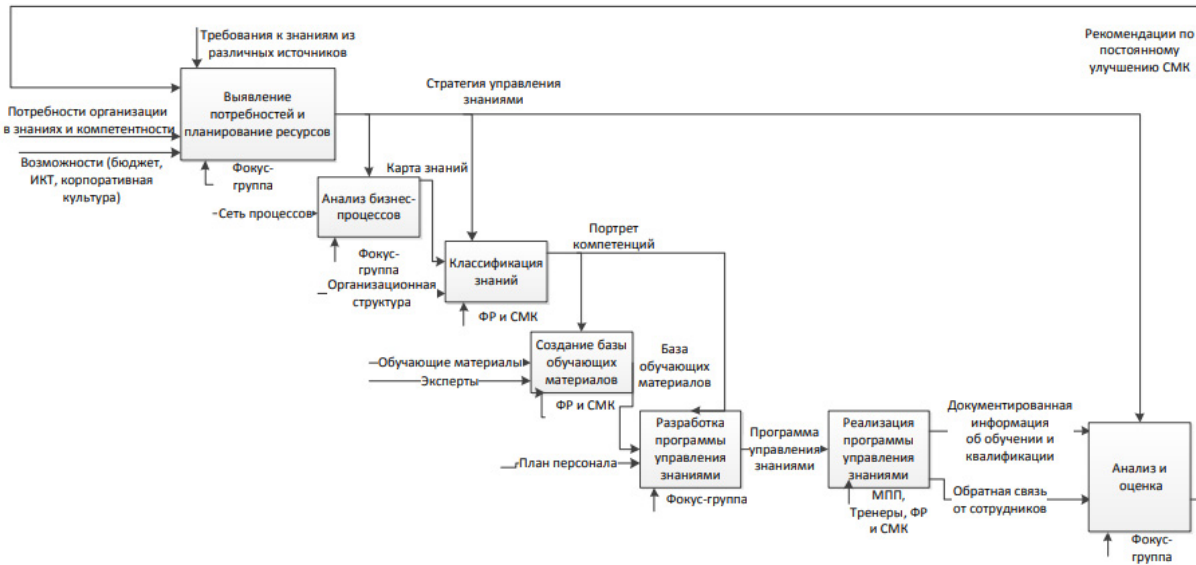 Требования к знаниям из
различных источников
Рекомендации по
постоянному
улучшению СМК
Выявление
потребностей и
планирование ресурсов
Стратегия управления
знаниями
Потребности организации
в знаниях и компетентности
Возможности (бюджет,
ИКТ, корпоративная
культура)
Фокус-
группа
Карта знаний
Анализ бизнес-
процессов
Сеть процессов
Фокус-
группа
Портрет
компетенций
Классификация
знаний
Организационная
структура
ФР и СМК
Создание базы
обучающих
материалов
База
обучающих
материалов
Обучающие материалы
Эксперты
ФР и СМК
Разработка
программы
управления
знаниями
Программа
управления
знаниями
План персонала
Фокус-группа
Реализация
программы
управления
знаниями
МПП,
Тренеры, ФР
и СМК
Документированная
информация
об обучении и
квалификации
Обратная связь
от сотрудников
Анализ и
оценка
Фокус-
группа